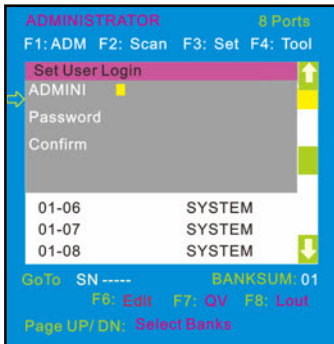 ADMINISTRATOR 8 Ports
F1: ADM F2: Scan F3: Set F4: Tool
Set User Login
ADMINI
Password
Confirm
01-06 SYSTEM
01-07 SYSTEM
01-08 SYSTEM
GoTo SN ----- BANKSUM: 01
F6: Edit F7: QV F8: Lout
Page UP/ DN: Select Banks